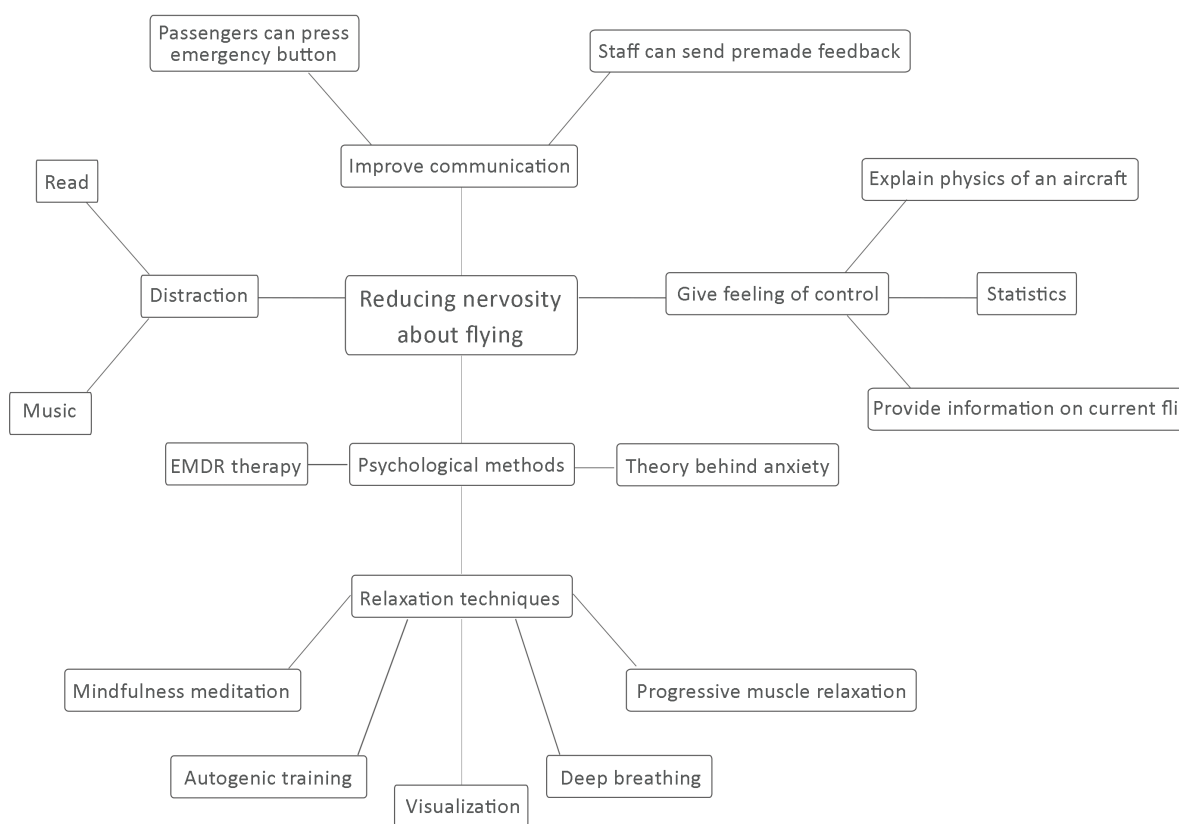 Passengers can press
emergency button
Staff can send premade feedback
Improve communication
Read
Explain physics of an aircraft
Distraction
Reducing nervosity
about flying
Give feeling of control
Statistics
Music
Provide information on current fli
EMDR therapy
Psychological methods
Theory behind anxiety
Relaxation techniques
Mindfulness meditation
Progressive muscle relaxation
Autogenic training
Deep breathing
Visualization